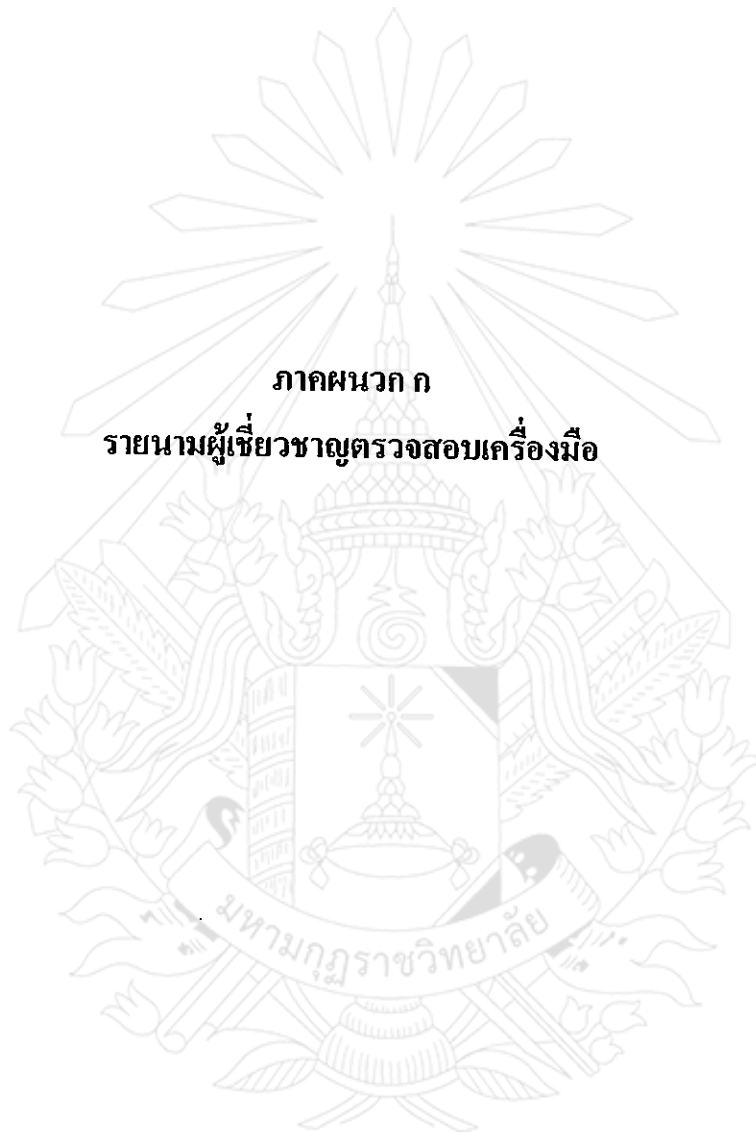 ภาคผนวก ก
รายนามผู้เชี่ยวชาญตรวจสอบเครื่องมือ
มหามกุฏราชวิทยาลัย